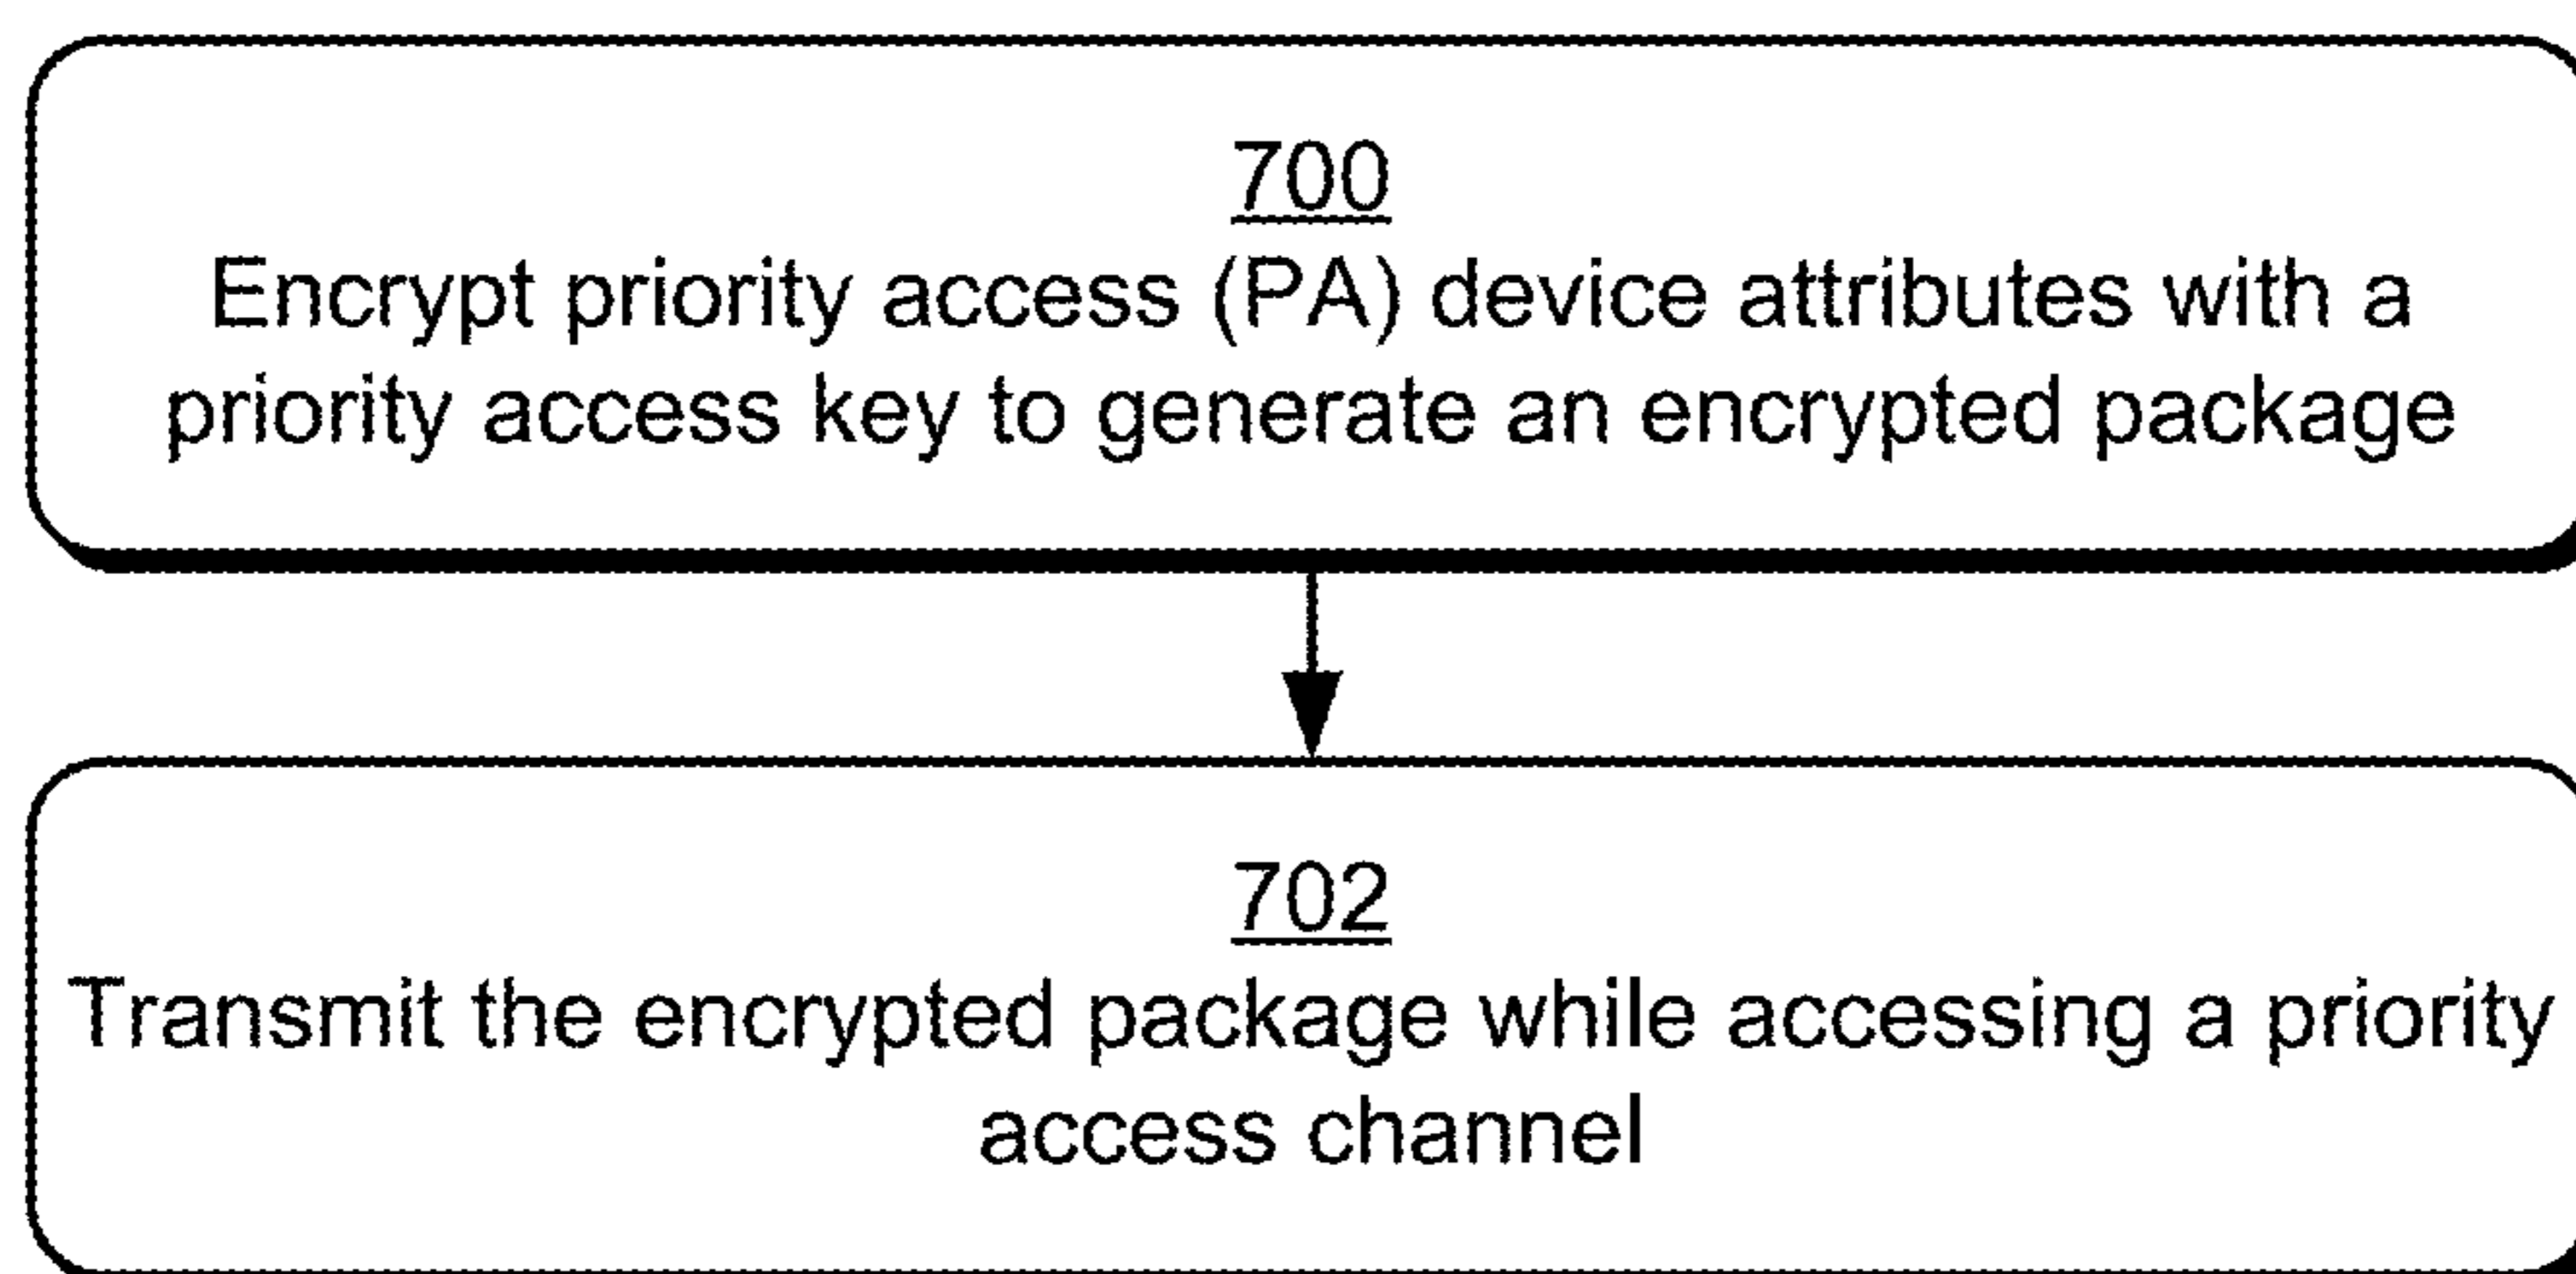 700
Encrypt priority access (PA) device attributes with a
priority access key to generate an encrypted package
702
Transmit the encrypted package while accessing a priority
access channel